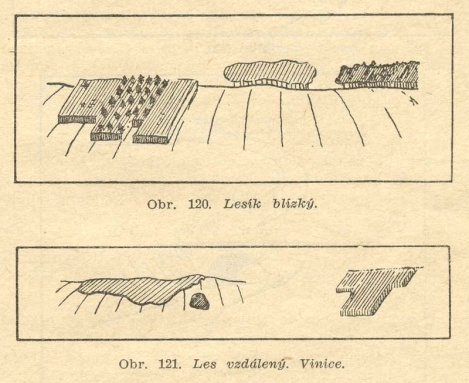 Obr. 120. Lesík blízký.
Obr. 121. Les vzdálený. Vinice.